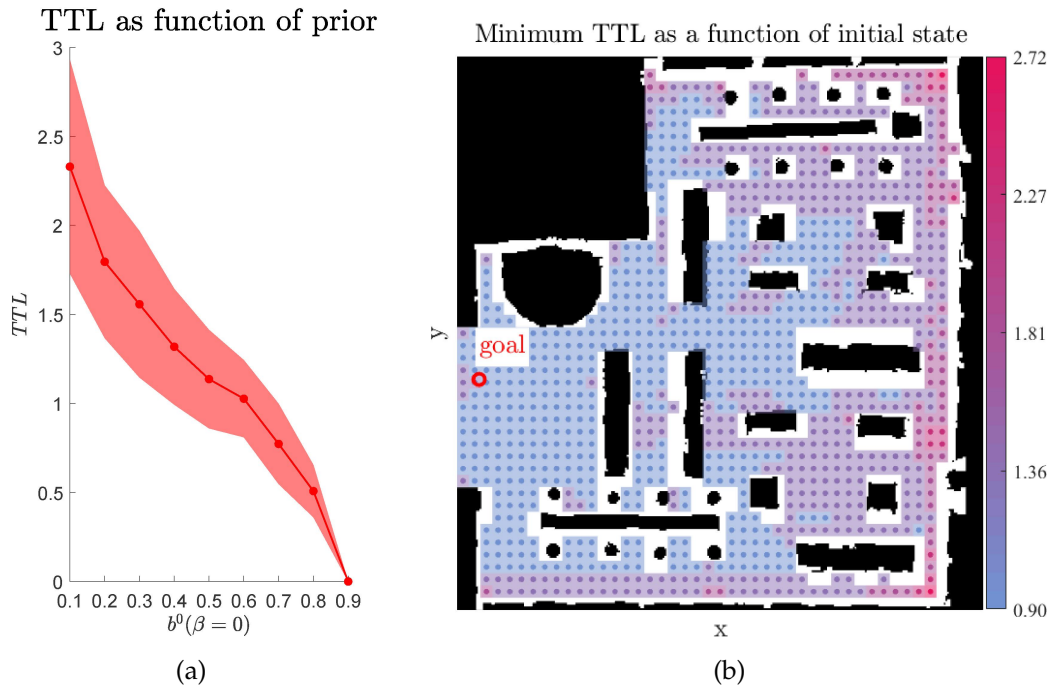 TTL as function of prior
3
2.5
2
1.5
1
0.5
0
TTL
0.1 0.2 0.3 0.4 0.5 0.6 0.7 0.8 0.9
b⁰(β = 0)
(a)
Minimum TTL as a function of initial state
y
goal
x
2.72
2.27
1.81
1.36
0.90
(b)